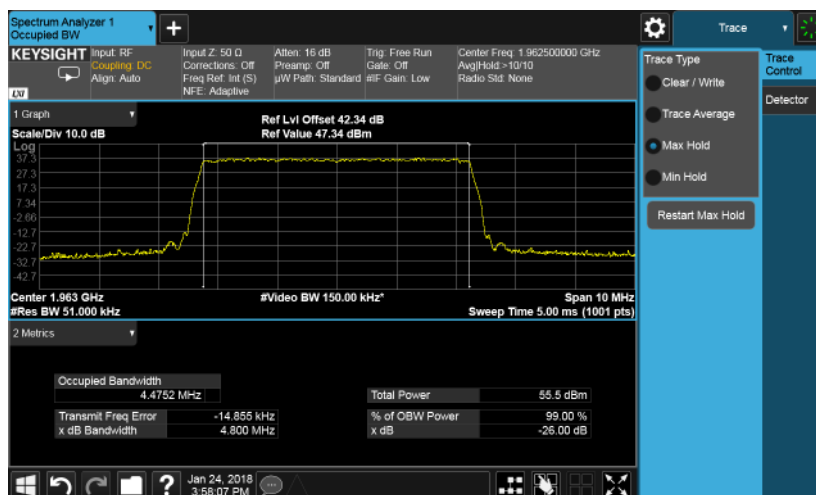 Spectrum Analyzer 1
Occupied BW
+
Trace
KEYSIGHT
LXI
Input: RF
Coupling: DC
Align: Auto
Input Z: 50 Ω
Corrections: Off
Freq Ref: Int (S)
NFE: Adaptive
Atten: 16 dB
Preamp: Off
µW Path: Standard
Trig: Free Run
Gate: Off
#IF Gain: Low
Center Freq: 1.962500000 GHz
Avg|Hold:>10/10
Radio Std: None
1 Graph
Scale/Div 10.0 dB
Ref Lvl Offset 42.34 dB
Ref Value 47.34 dBm
Log
37.3
27.3
17.3
7.34
-2.66
-12.7
-22.7
-32.7
-42.7
Center 1.963 GHz
#Res BW 51.000 kHz
#Video BW 150.00 kHz*
Span 10 MHz
Sweep Time 5.00 ms (1001 pts)
2 Metrics
Occupied Bandwidth
4.4752 MHz
Transmit Freq Error -14.855 kHz
x dB Bandwidth 4.800 MHz
Total Power 55.5 dBm
% of OBW Power 99.00 %
x dB -26.00 dB
?
Jan 24, 2018
3:58:07 PM
Trace Type
Clear / Write
Trace Average
Max Hold
Min Hold
Restart Max Hold
Trace
Control
Detector